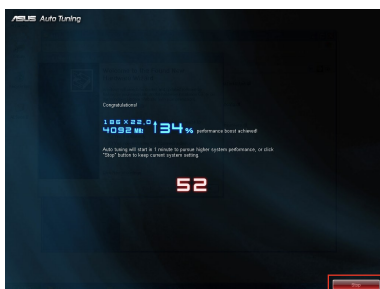 ASUS Auto Tuning
Congratulations!
186 X 22.0
4092 MHz
34% performance boost achieved!
Auto tuning will start in 1 minute to pursue higher system performance, or click
"Stop" button to keep current system setting
52
Stop